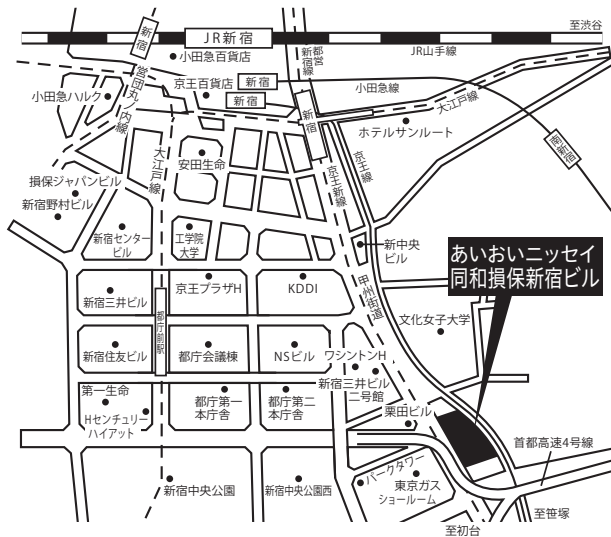 至渋谷
JR新宿
JR山手線
新宿
小田急百貨店
都営
新宿線
営団丸ノ内線
京王百貨店
新宿
新宿
小田急線
大江戸線
小田急ハルク
新宿
ホテルサンルート
南新宿
大江戸線
安田生命
京王新線
京王線
損保ジャパンビル
新宿野村ビル
新宿センター
ビル
工学院
大学
新中央
ビル
あいおいニッセイ
同和損保新宿ビル
京王プラザH
KDDI
甲州街道
新宿三井ビル
都庁前駅
文化女子大学
新宿住友ビル
都庁会議棟
NSビル
ワシントンH
新宿三井ビル
二号館
第一生命
都庁第一
本庁舎
都庁第二
本庁舎
栗田ビル
Hセンチュリー
ハイアット
首都高速4号線
パークタワー
新宿中央公園
新宿中央公園西
東京ガス
ショールーム
至笹塚
至初台